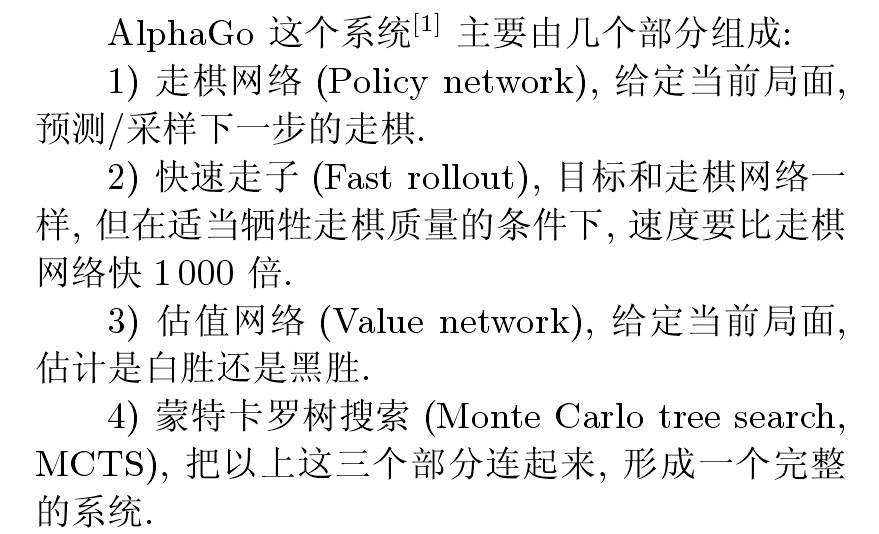 AlphaGo 这个系统[1] 主要由几个部分组成:
1) 走棋网络 (Policy network), 给定当前局面,
预测/采样下一步的走棋.
2) 快速走子 (Fast rollout), 目标和走棋网络一
样, 但在适当牺牲走棋质量的条件下, 速度要比走棋
网络快 1 000 倍.
3) 估值网络 (Value network), 给定当前局面,
估计是白胜还是黑胜.
4) 蒙特卡罗树搜索 (Monte Carlo tree search,
MCTS), 把以上这三个部分连起来, 形成一个完整
的系统.